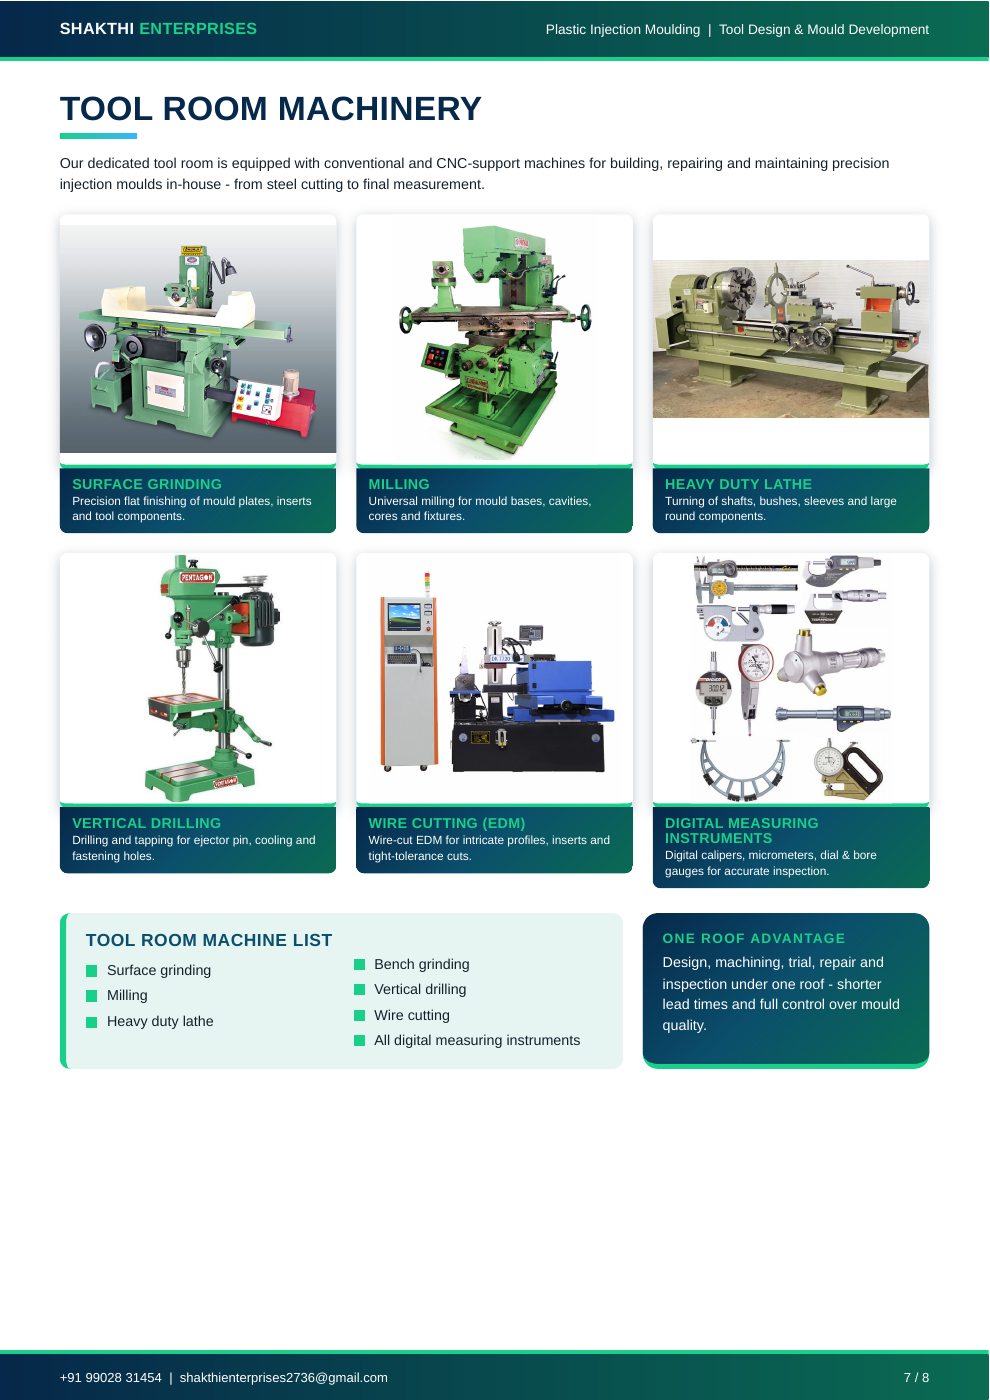 SHAKTHI ENTERPRISES
Plastic Injection Moulding | Tool Design & Mould Development
TOOL ROOM MACHINERY
Our dedicated tool room is equipped with conventional and CNC-support machines for building, repairing and maintaining precision
injection moulds in-house - from steel cutting to final measurement.
SURFACE GRINDING
Precision flat finishing of mould plates, inserts
and tool components.
MILLING
Universal milling for mould bases, cavities,
cores and fixtures.
HEAVY DUTY LATHE
Turning of shafts, bushes, sleeves and large
round components.
PENTAGON
PENTAGON
DK 7720
VERTICAL DRILLING
Drilling and tapping for ejector pin, cooling and
fastening holes.
WIRE CUTTING (EDM)
Wire-cut EDM for intricate profiles, inserts and
tight-tolerance cuts.
DIGITAL MEASURING
INSTRUMENTS
Digital calipers, micrometers, dial & bore
gauges for accurate inspection.
TOOL ROOM MACHINE LIST
Surface grinding
Milling
Heavy duty lathe
Bench grinding
Vertical drilling
Wire cutting
All digital measuring instruments
ONE ROOF ADVANTAGE
Design, machining, trial, repair and
inspection under one roof - shorter
lead times and full control over mould
quality.
+91 99028 31454 | shakthienterprises2736@gmail.com
7 / 8